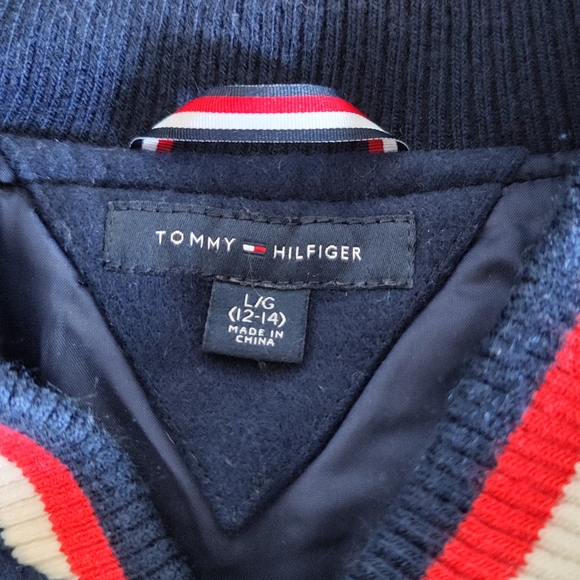 TOMMY HILFIGER
L/G
(12-14)
MADE IN
CHINA